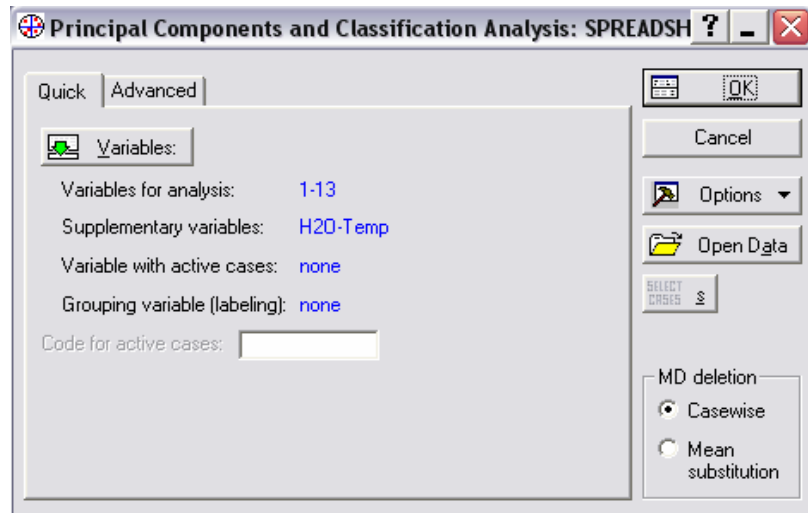 Principal Components and Classification Analysis: SPREADSH
Quick
Advanced
Variables:
Variables for analysis: 1-13
Supplementary variables: H2O-Temp
Variable with active cases: none
Grouping variable (labeling): none
Code for active cases:
OK
Cancel
Options
Open Data
SELECT
CASES
S
MD deletion
Casewise
Mean
substitution